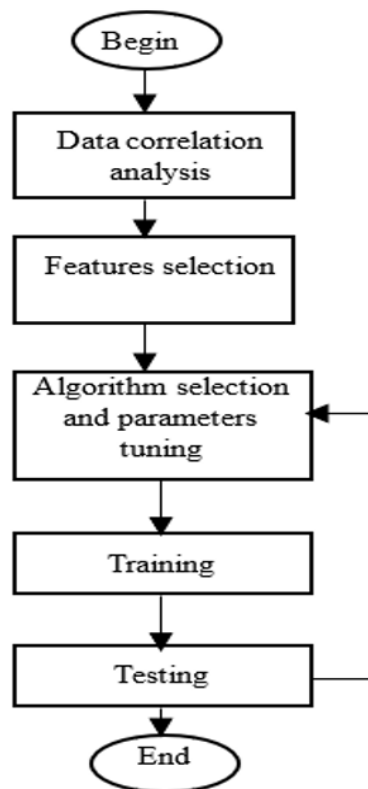 Begin
Data correlation
analysis
Features selection
Algorithm selection
and parameters
tuning
Training
Testing
End